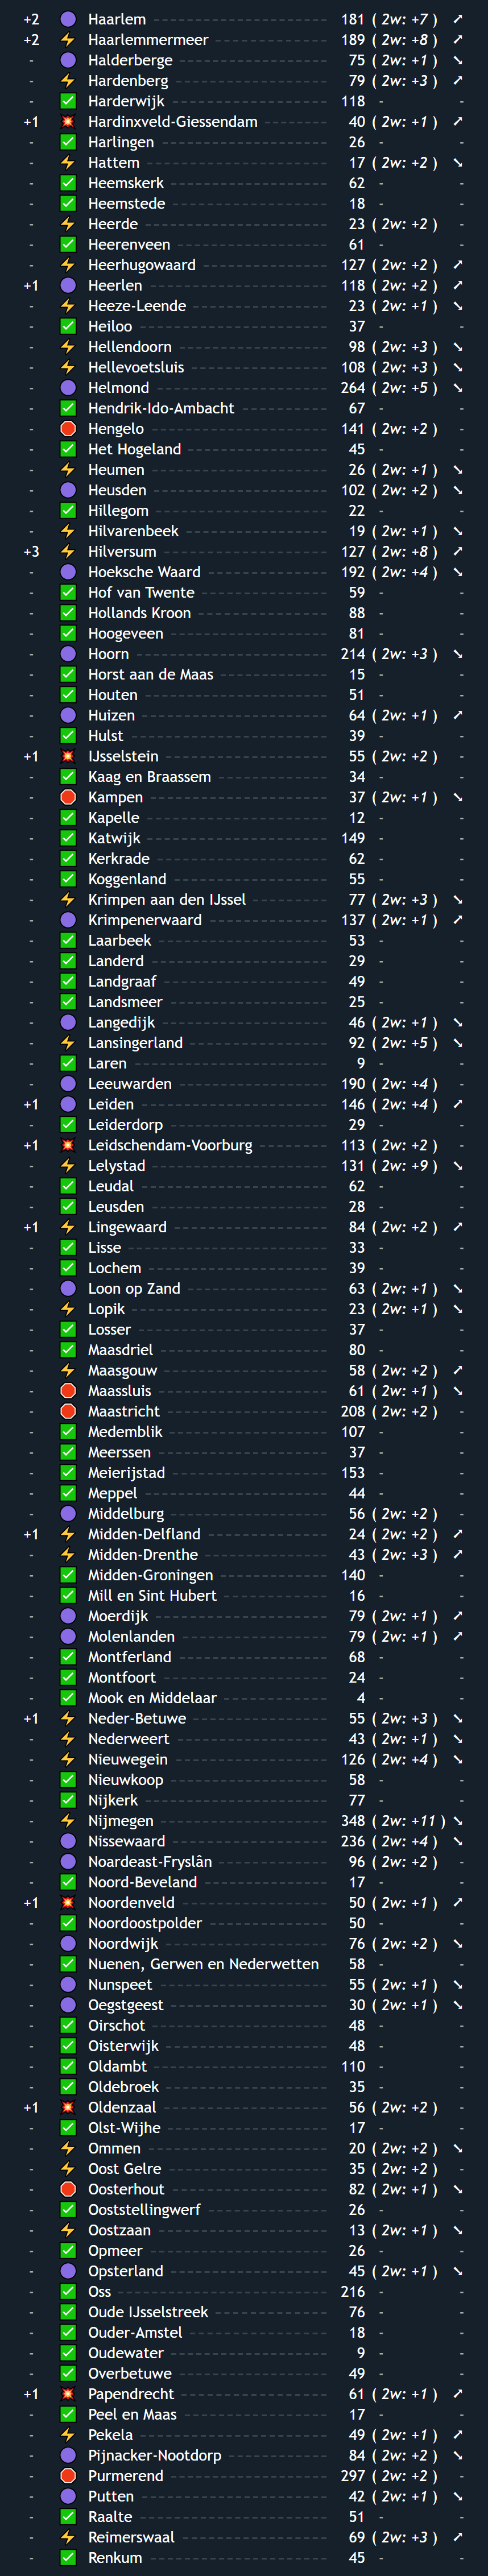 +2 Haarlem 181 ( 2w: +7 ) ↗
+2 Haarlemmermeer 189 ( 2w: +8 ) ↗
- Halderberge 75 ( 2w: +1 ) ↘
- Hardenberg 79 ( 2w: +3 ) ↗
- Harderwijk 118 - -
+1 Hardinxveld-Giessendam 40 ( 2w: +1 ) ↗
- Harlingen 26 - -
- Hattem 17 ( 2w: +2 ) ↘
- Heemskerk 62 - -
- Heemstede 18 - -
- Heerde 23 ( 2w: +2 ) -
- Heerenveen 61 - -
- Heerhugowaard 127 ( 2w: +2 ) ↗
+1 Heerlen 118 ( 2w: +2 ) ↗
- Heeze-Leende 23 ( 2w: +1 ) ↘
- Heiloo 37 - -
- Hellendoorn 98 ( 2w: +3 ) ↘
- Hellevoetsluis 108 ( 2w: +3 ) ↘
- Helmond 264 ( 2w: +5 ) ↘
- Hendrik-Ido-Ambacht 67 - -
- Hengelo 141 ( 2w: +2 ) -
- Het Hogeland 45 - -
- Heumen 26 ( 2w: +1 ) ↘
- Heusden 102 ( 2w: +2 ) ↘
- Hillegom 22 - -
- Hilvarenbeek 19 ( 2w: +1 ) ↘
+3 Hilversum 127 ( 2w: +8 ) ↗
- Hoeksche Waard 192 ( 2w: +4 ) ↘
- Hof van Twente 59 - -
- Hollands Kroon 88 - -
- Hoogeveen 81 - -
- Hoorn 214 ( 2w: +3 ) ↘
- Horst aan de Maas 15 - -
- Houten 51 - -
- Huizen 64 ( 2w: +1 ) ↗
- Hulst 39 - -
+1 IJsselstein 55 ( 2w: +2 ) -
- Kaag en Braassem 34 - -
- Kampen 37 ( 2w: +1 ) ↘
- Kapelle 12 - -
- Katwijk 149 - -
- Kerkrade 62 - -
- Koggenland 55 - -
- Krimpen aan den IJssel 77 ( 2w: +3 ) ↘
- Krimpenerwaard 137 ( 2w: +1 ) ↗
- Laarbeek 53 - -
- Landerd 29 - -
- Landgraaf 49 - -
- Landsmeer 25 - -
- Langedijk 46 ( 2w: +1 ) ↘
- Lansingerland 92 ( 2w: +5 ) ↘
- Laren 9 - -
- Leeuwarden 190 ( 2w: +4 ) -
+1 Leiden 146 ( 2w: +4 ) ↗
- Leiderdorp 29 - -
+1 Leidschendam-Voorburg 113 ( 2w: +2 ) -
- Lelystad 131 ( 2w: +9 ) ↘
- Leudal 62 - -
- Leusden 28 - -
+1 Lingewaard 84 ( 2w: +2 ) ↗
- Lisse 33 - -
- Lochem 39 - -
- Loon op Zand 63 ( 2w: +1 ) ↘
- Lopik 23 ( 2w: +1 ) ↘
- Losser 37 - -
- Maasdriel 80 - -
- Maasgouw 58 ( 2w: +2 ) ↗
- Maassluis 61 ( 2w: +1 ) ↘
- Maastricht 208 ( 2w: +2 ) -
- Medemblik 107 - -
- Meerssen 37 - -
- Meierijstad 153 - -
- Meppel 44 - -
- Middelburg 56 ( 2w: +2 ) -
+1 Midden-Delfland 24 ( 2w: +2 ) ↗
- Midden-Drenthe 43 ( 2w: +3 ) ↗
- Midden-Groningen 140 - -
- Mill en Sint Hubert 16 - -
- Moerdijk 79 ( 2w: +1 ) ↗
- Molenlanden 79 ( 2w: +1 ) ↗
- Montferland 68 - -
- Montfoort 24 - -
- Mook en Middelaar 4 - -
+1 Neder-Betuwe 55 ( 2w: +3 ) ↘
- Nederweert 43 ( 2w: +1 ) ↘
- Nieuwegein 126 ( 2w: +4 ) ↘
- Nieuwkoop 58 - -
- Nijkerk 77 - -
- Nijmegen 348 ( 2w: +11 ) ↘
- Nissewaard 236 ( 2w: +4 ) ↘
- Noardeast-Fryslân 96 ( 2w: +2 ) -
- Noord-Beveland 17 - -
+1 Noordenveld 50 ( 2w: +1 ) ↗
- Noordoostpolder 50 - -
- Noordwijk 76 ( 2w: +2 ) ↘
- Nuenen, Gerwen en Nederwetten 58 - -
- Nunspeet 55 ( 2w: +1 ) ↘
- Oegstgeest 30 ( 2w: +1 ) ↘
- Oirschot 48 - -
- Oisterwijk 48 - -
- Oldambt 110 - -
- Oldebroek 35 - -
+1 Oldenzaal 56 ( 2w: +2 ) -
- Olst-Wijhe 17 - -
- Ommen 20 ( 2w: +2 ) ↘
- Oost Gelre 35 ( 2w: +2 ) -
- Oosterhout 82 ( 2w: +1 ) ↘
- Ooststellingwerf 26 - -
- Oostzaan 13 ( 2w: +1 ) ↘
- Opmeer 26 - -
- Opsterland 45 ( 2w: +1 ) ↘
- Oss 216 - -
- Oude IJsselstreek 76 - -
- Ouder-Amstel 18 - -
- Oudewater 9 - -
- Overbetuwe 49 - -
+1 Papendrecht 61 ( 2w: +1 ) ↗
- Peel en Maas 17 - -
- Pekela 49 ( 2w: +1 ) ↗
- Pijnacker-Nootdorp 84 ( 2w: +2 ) ↘
- Purmerend 297 ( 2w: +2 ) -
- Putten 42 ( 2w: +1 ) ↘
- Raalte 51 - -
- Reimerswaal 69 ( 2w: +3 ) ↗
- Renkum 45 - -